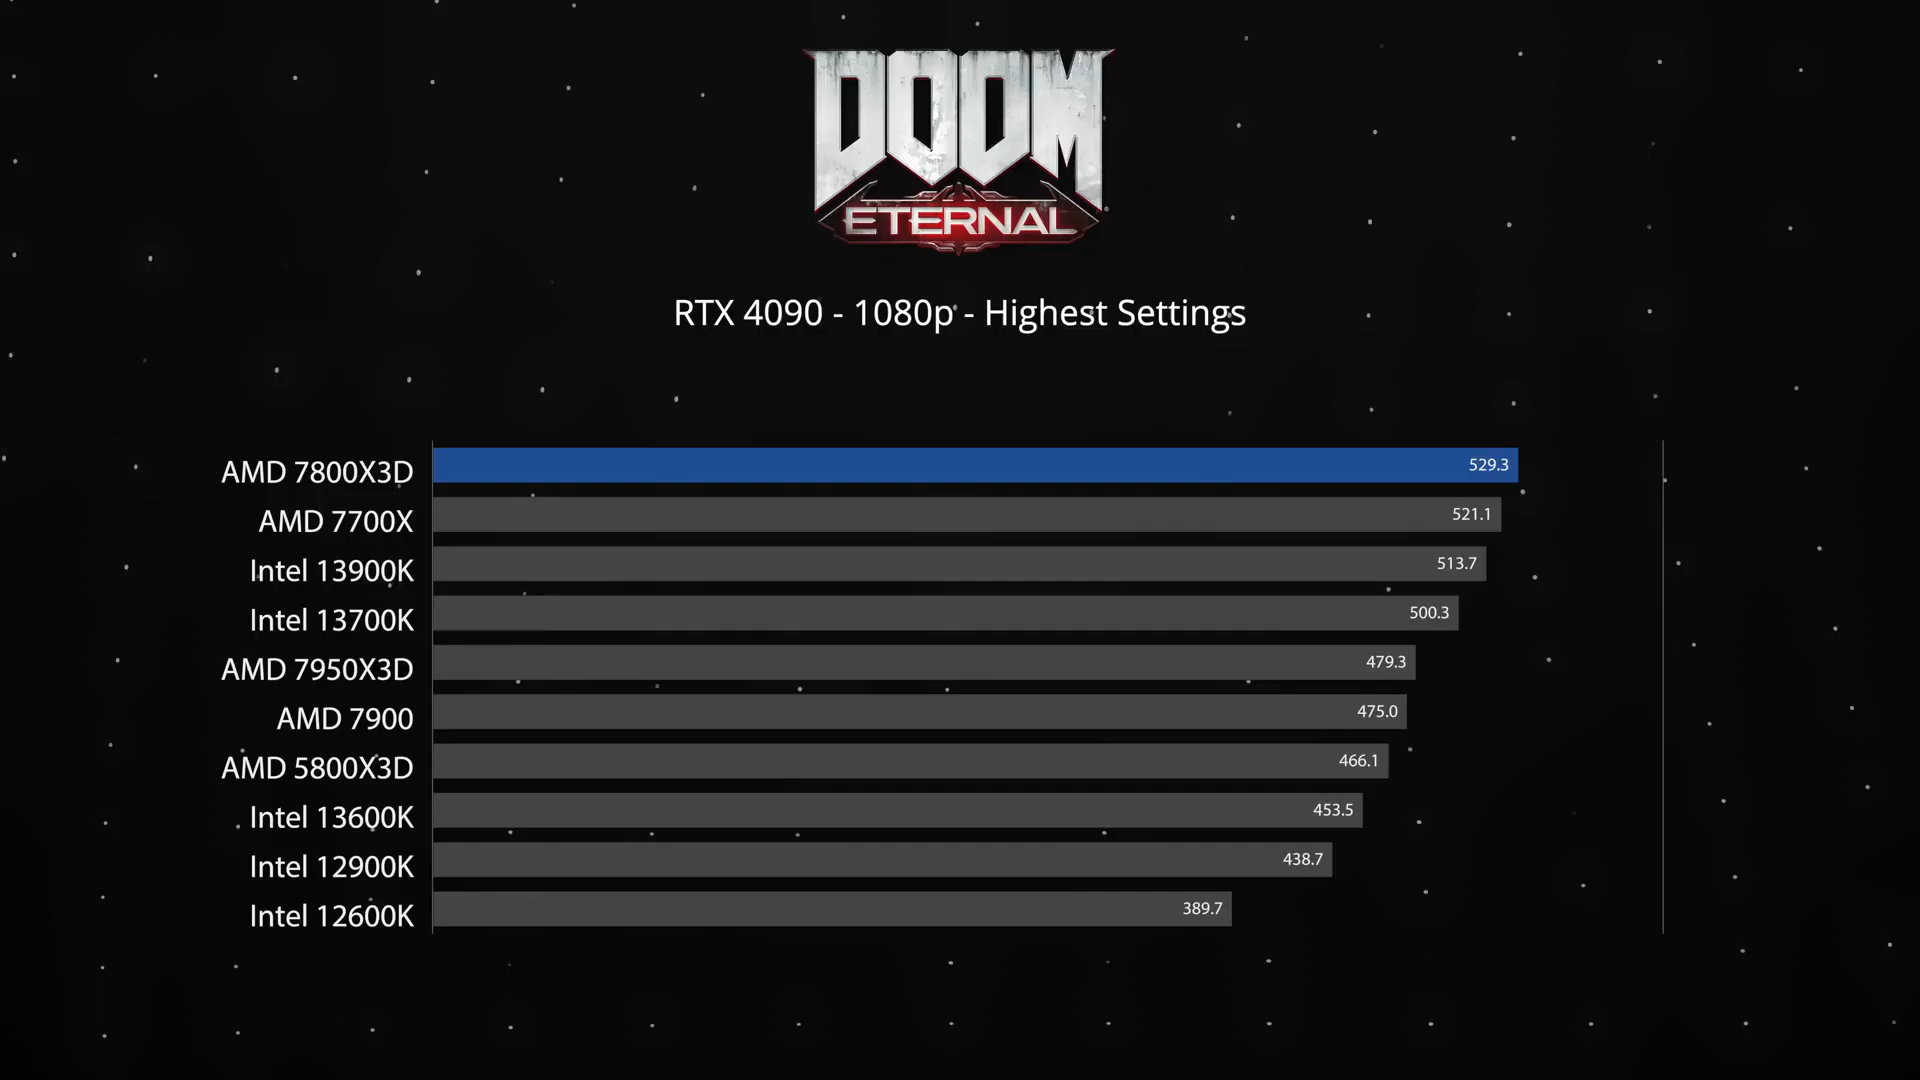 DOOM
ETERNAL
RTX 4090 - 1080p - Highest Settings
AMD 7800X3D 529.3
AMD 7700X 521.1
Intel 13900K 513.7
Intel 13700K 500.3
AMD 7950X3D 479.3
AMD 7900 475.0
AMD 5800X3D 466.1
Intel 13600K 453.5
Intel 12900K 438.7
Intel 12600K 389.7